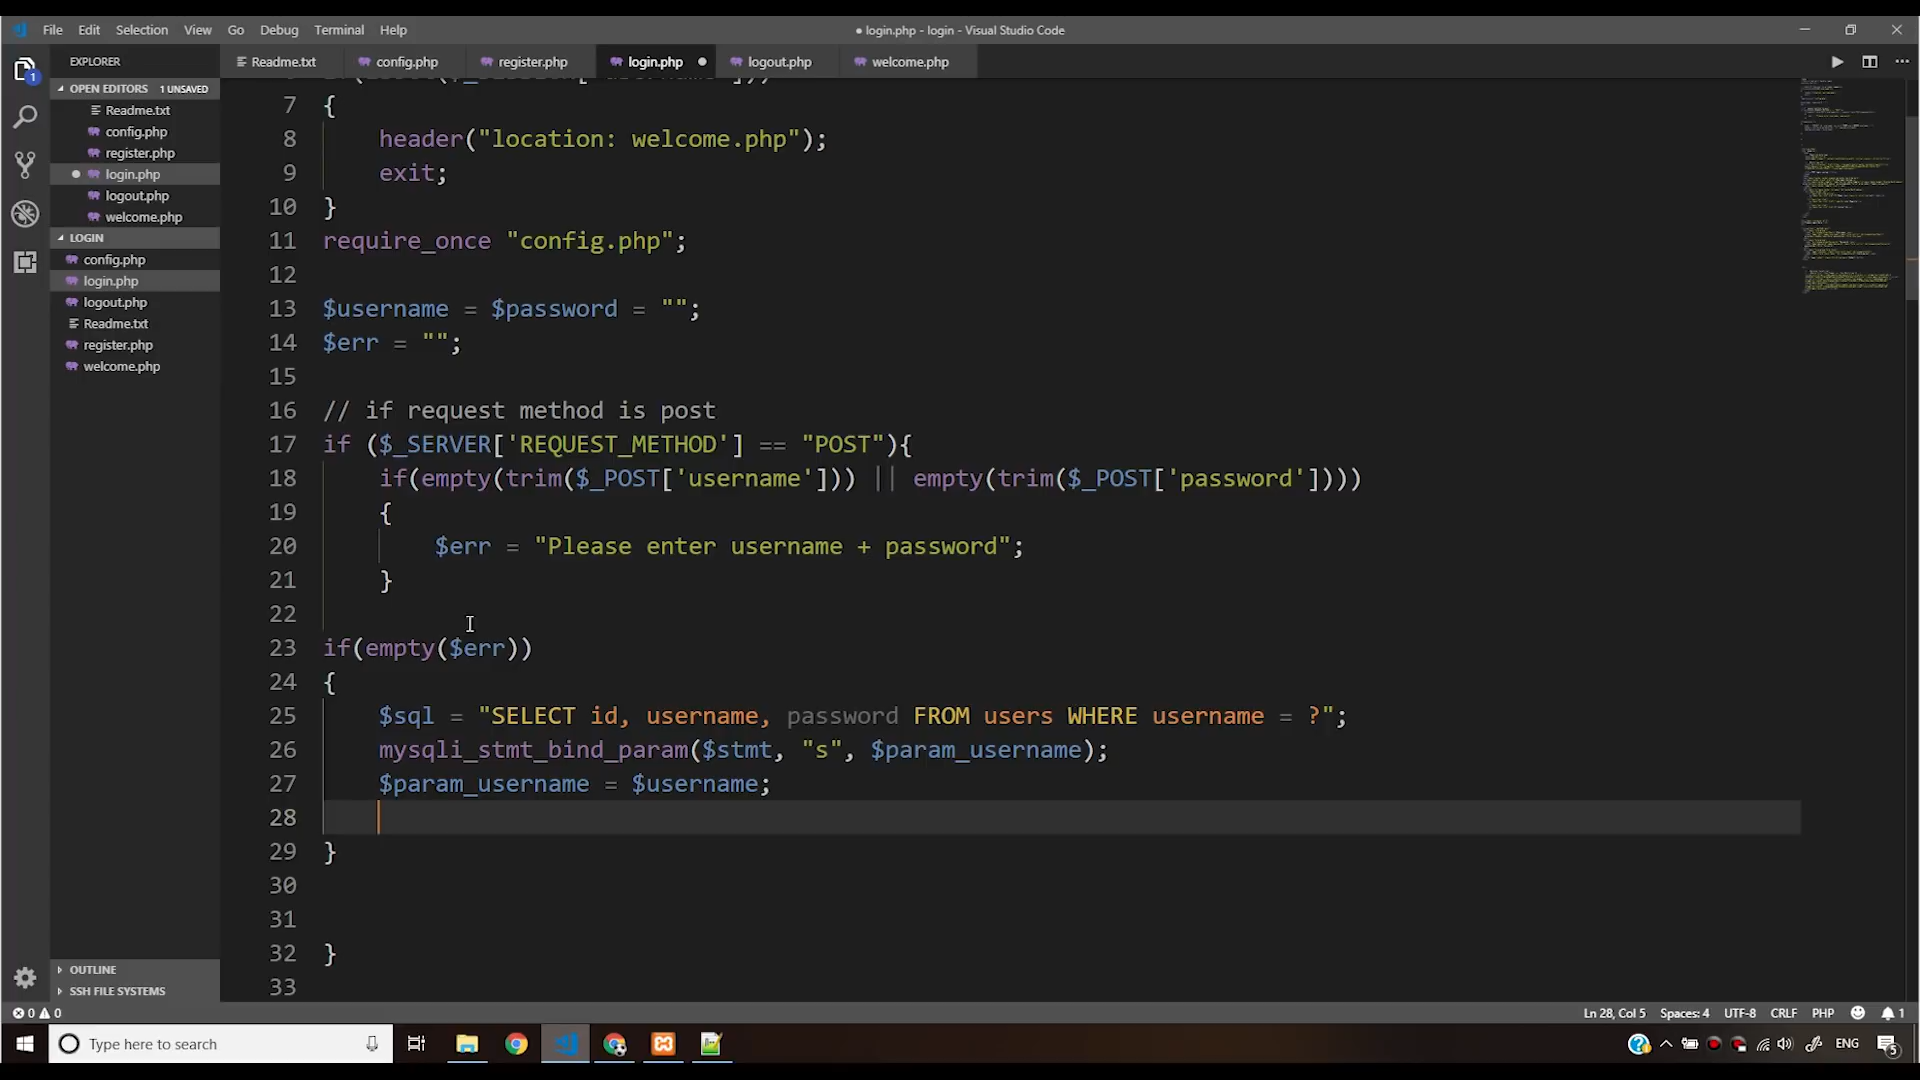 File Edit Selection View Go Debug Terminal Help
● login.php - login - Visual Studio Code
EXPLORER
Readme.txt config.php register.php login.php logout.php welcome.php
OPEN EDITORS 1 UNSAVED
Readme.txt
config.php
register.php
login.php
logout.php
welcome.php
LOGIN
config.php
login.php
logout.php
Readme.txt
register.php
welcome.php
OUTLINE
SSH FILE SYSTEMS
7 {
8 header("location: welcome.php");
9 exit;
10 }
11 require_once "config.php";
12
13 $username = $password = "";
14 $err = "";
15
16 // if request method is post
17 if ($_SERVER['REQUEST_METHOD'] == "POST"){
18 if(empty(trim($_POST['username'])) || empty(trim($_POST['password'])))
19 {
20 $err = "Please enter username + password";
21 }
22
23 if(empty($err))
24 {
25 $sql = "SELECT id, username, password FROM users WHERE username = ?";
26 mysqli_stmt_bind_param($stmt, "s", $param_username);
27 $param_username = $username;
28
29 }
30
31
32 }
33
0 0
Ln 28, Col 5 Spaces: 4 UTF-8 CRLF PHP 1
Type here to search
ENG
5